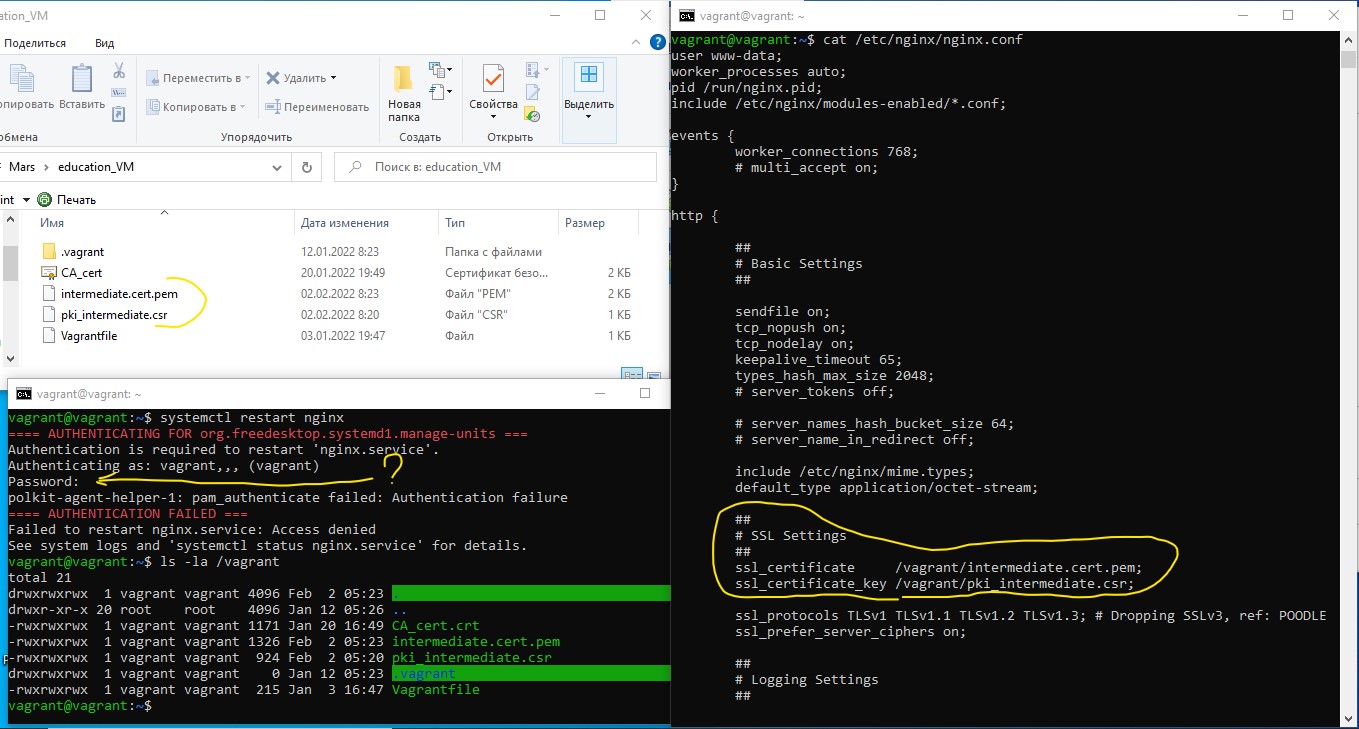 ation_VM
Поделиться Вид
опировать
Вставить
Переместить в
Копировать в
Удалить
Переименовать
Новая
папка
Свойства
Выделить
обмена
Упорядочить
Создать
Открыть
Mars > education_VM
Поиск в: education_VM
int Печать
Имя Дата изменения Тип Размер
.vagrant 12.01.2022 8:23 Папка с файлами
CA_cert 20.01.2022 19:49 Сертификат безо... 2 КБ
intermediate.cert.pem 02.02.2022 8:23 Файл "PEM" 2 КБ
pki_intermediate.csr 02.02.2022 8:20 Файл "CSR" 1 КБ
Vagrantfile 03.01.2022 19:47 Файл 1 КБ
vagrant@vagrant: ~
vagrant@vagrant:~$ systemctl restart nginx
==== AUTHENTICATING FOR org.freedesktop.systemd1.manage-units ===
Authentication is required to restart 'nginx.service'.
Authenticating as: vagrant,,, (vagrant)
Password:
?
polkit-agent-helper-1: pam_authenticate failed: Authentication failure
==== AUTHENTICATION FAILED ===
Failed to restart nginx.service: Access denied
See system logs and 'systemctl status nginx.service' for details.
vagrant@vagrant:~$ ls -la /vagrant
total 21
drwxrwxrwx 1 vagrant vagrant 4096 Feb 2 05:23 .
drwxr-xr-x 20 root root 4096 Jan 12 05:26 ..
-rwxrwxrwx 1 vagrant vagrant 1171 Jan 20 16:49 CA_cert.crt
-rwxrwxrwx 1 vagrant vagrant 1326 Feb 2 05:23 intermediate.cert.pem
-rwxrwxrwx 1 vagrant vagrant 924 Feb 2 05:20 pki_intermediate.csr
drwxrwxrwx 1 vagrant vagrant 0 Jan 12 05:23 .vagrant
-rwxrwxrwx 1 vagrant vagrant 215 Jan 3 16:47 Vagrantfile
vagrant@vagrant:~$
vagrant@vagrant: ~
vagrant@vagrant:~$ cat /etc/nginx/nginx.conf
user www-data;
worker_processes auto;
pid /run/nginx.pid;
include /etc/nginx/modules-enabled/*.conf;
events {
worker_connections 768;
# multi_accept on;
}
http {
##
# Basic Settings
##
sendfile on;
tcp_nopush on;
tcp_nodelay on;
keepalive_timeout 65;
types_hash_max_size 2048;
# server_tokens off;
# server_names_hash_bucket_size 64;
# server_name_in_redirect off;
include /etc/nginx/mime.types;
default_type application/octet-stream;
##
# SSL Settings
##
ssl_certificate /vagrant/intermediate.cert.pem;
ssl_certificate_key /vagrant/pki_intermediate.csr;
ssl_protocols TLSv1 TLSv1.1 TLSv1.2 TLSv1.3; # Dropping SSLv3, ref: POODLE
ssl_prefer_server_ciphers on;
##
# Logging Settings
##